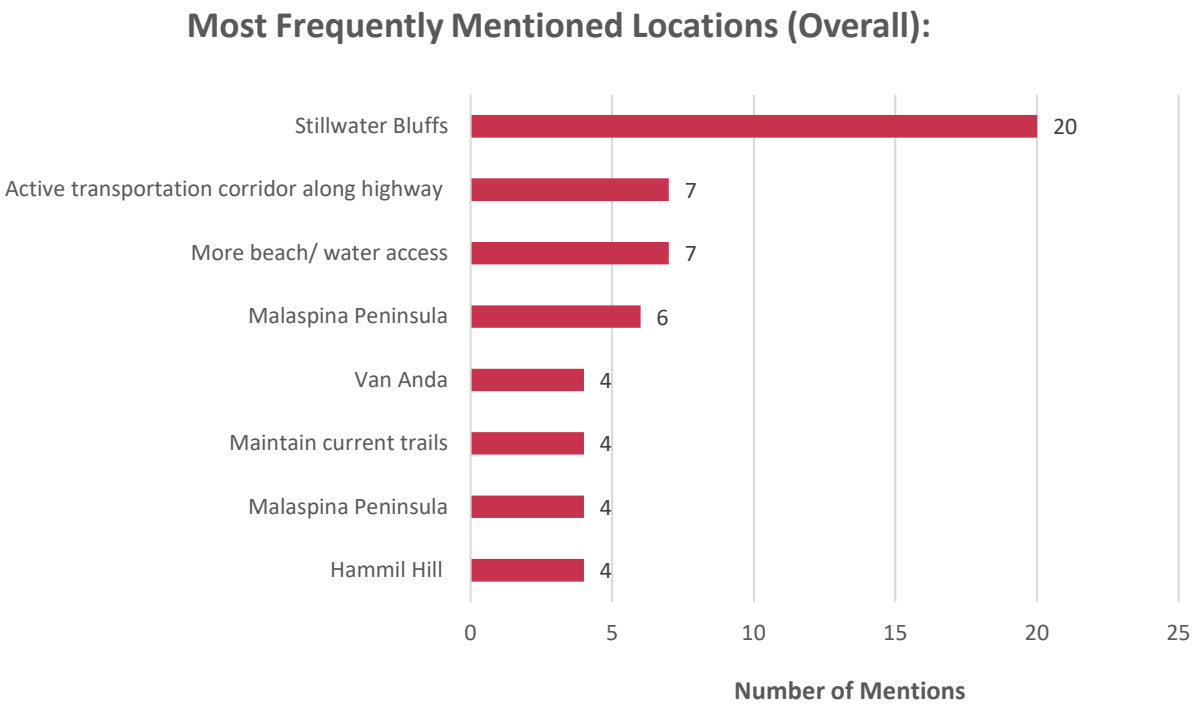 Most Frequently Mentioned Locations (Overall):
Stillwater Bluffs 20
Active transportation corridor along highway 7
More beach/ water access 7
Malaspina Peninsula 6
Van Anda 4
Maintain current trails 4
Malaspina Peninsula 4
Hammil Hill 4
0 5 10 15 20 25
Number of Mentions